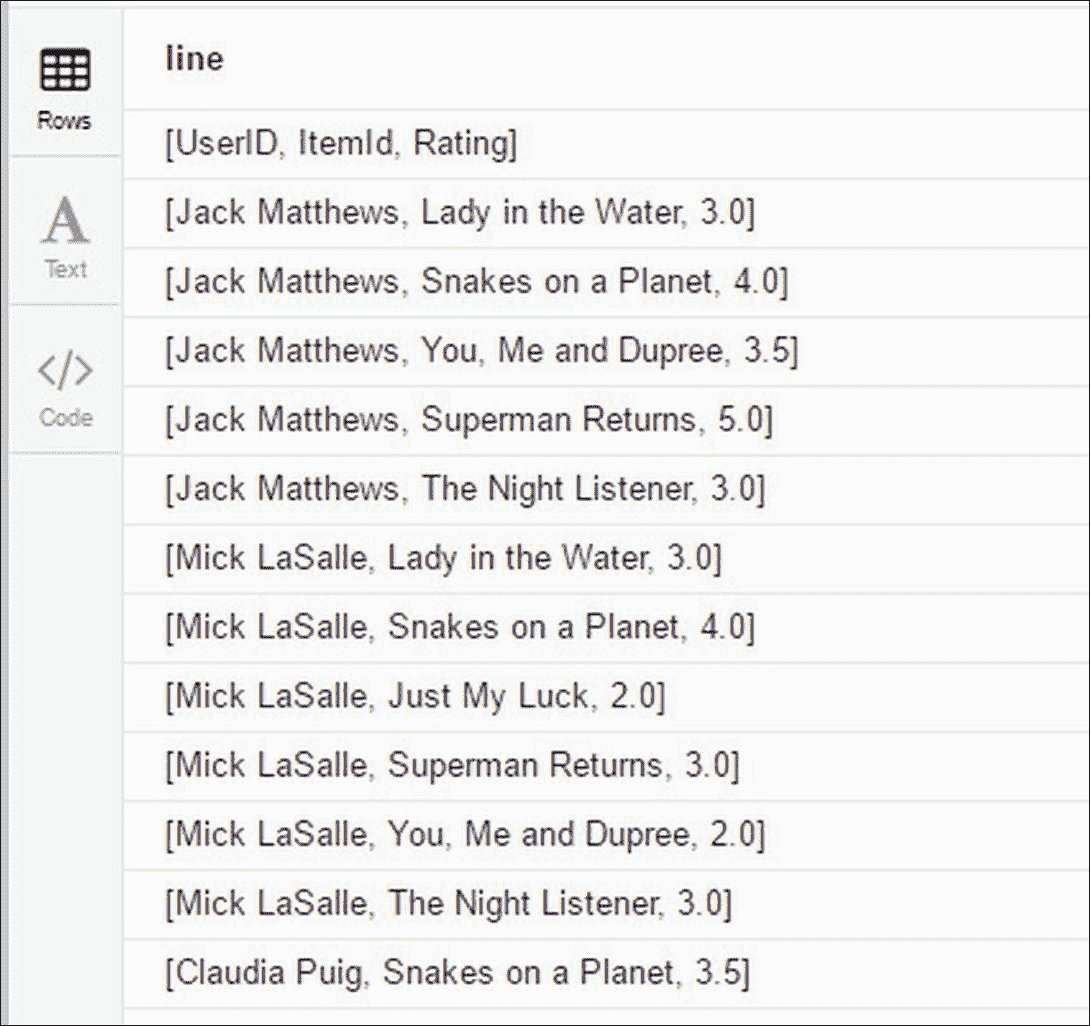 line
Rows
[UserID, ItemId, Rating]
[Jack Matthews, Lady in the Water, 3.0]
Text
[Jack Matthews, Snakes on a Planet, 4.0]
[Jack Matthews, You, Me and Dupree, 3.5]
Code
[Jack Matthews, Superman Returns, 5.0]
[Jack Matthews, The Night Listener, 3.0]
[Mick LaSalle, Lady in the Water, 3.0]
[Mick LaSalle, Snakes on a Planet, 4.0]
[Mick LaSalle, Just My Luck, 2.0]
[Mick LaSalle, Superman Returns, 3.0]
[Mick LaSalle, You, Me and Dupree, 2.0]
[Mick LaSalle, The Night Listener, 3.0]
[Claudia Puig, Snakes on a Planet, 3.5]